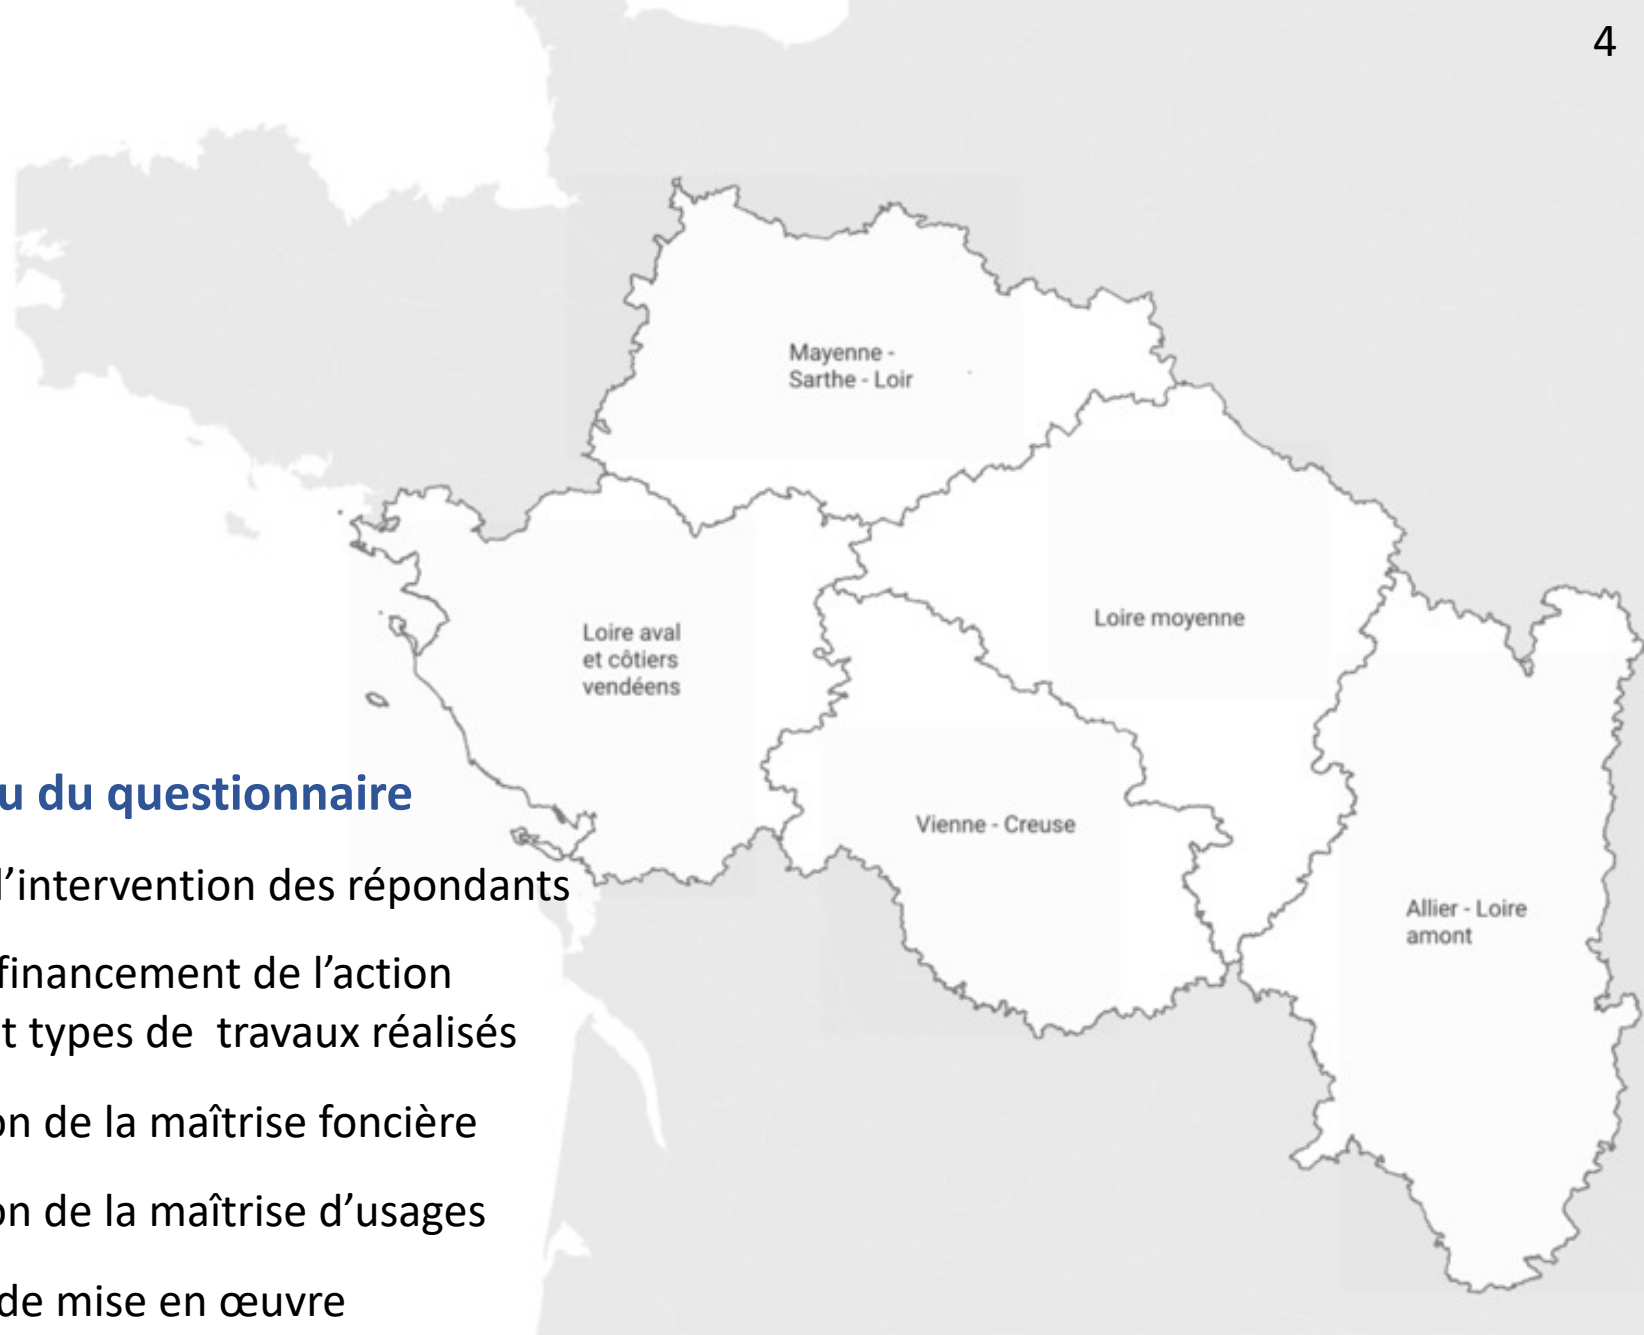 4
Mayenne -
Sarthe - Loir
Loire aval
et côtiers
vendéens
Loire moyenne
Vienne - Creuse
Allier - Loire
amont
u du questionnaire
l’intervention des répondants
financement de l’action
t types de travaux réalisés
on de la maîtrise foncière
on de la maîtrise d’usages
de mise en œuvre